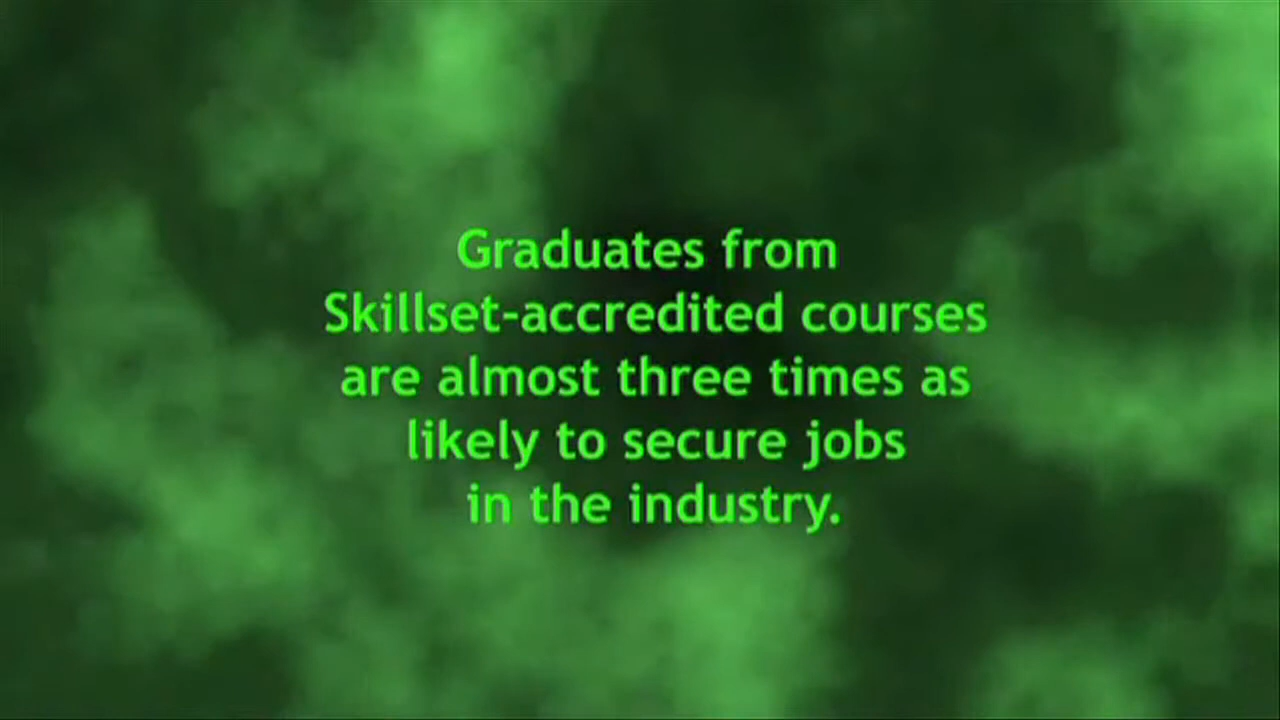 Graduates from
Skillset-accredited courses
are almost three times as
likely to secure jobs
in the industry.